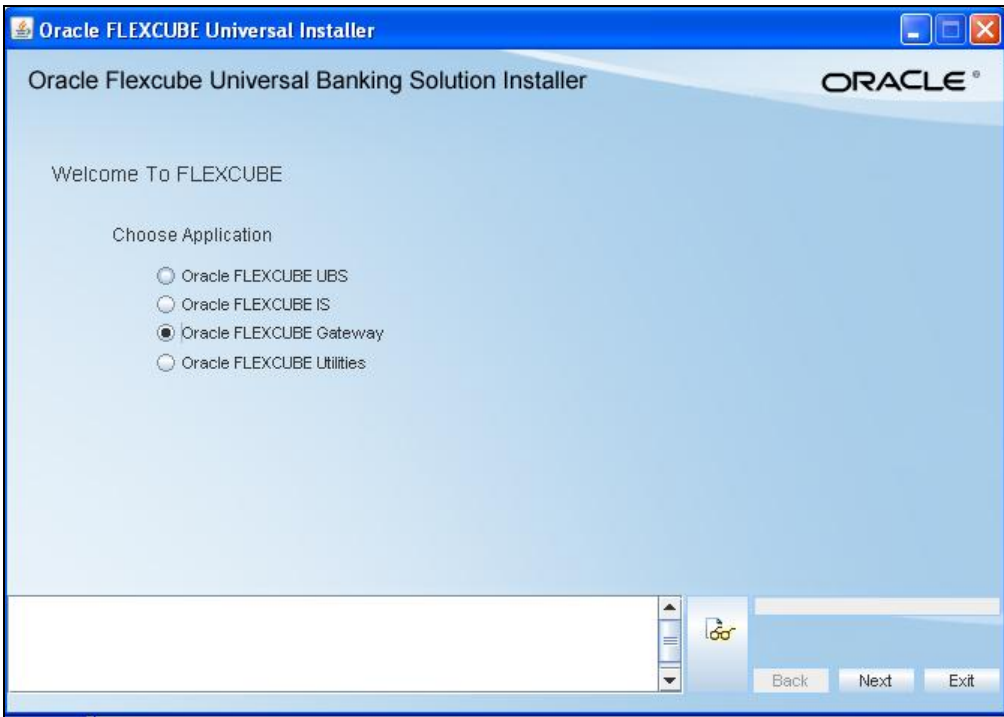 Oracle FLEXCUBE Universal Installer
Oracle Flexcube Universal Banking Solution Installer
ORACLE®
Welcome To FLEXCUBE
Choose Application
Oracle FLEXCUBE UBS
Oracle FLEXCUBE IS
Oracle FLEXCUBE Gateway
Oracle FLEXCUBE Utilities
Back Next Exit